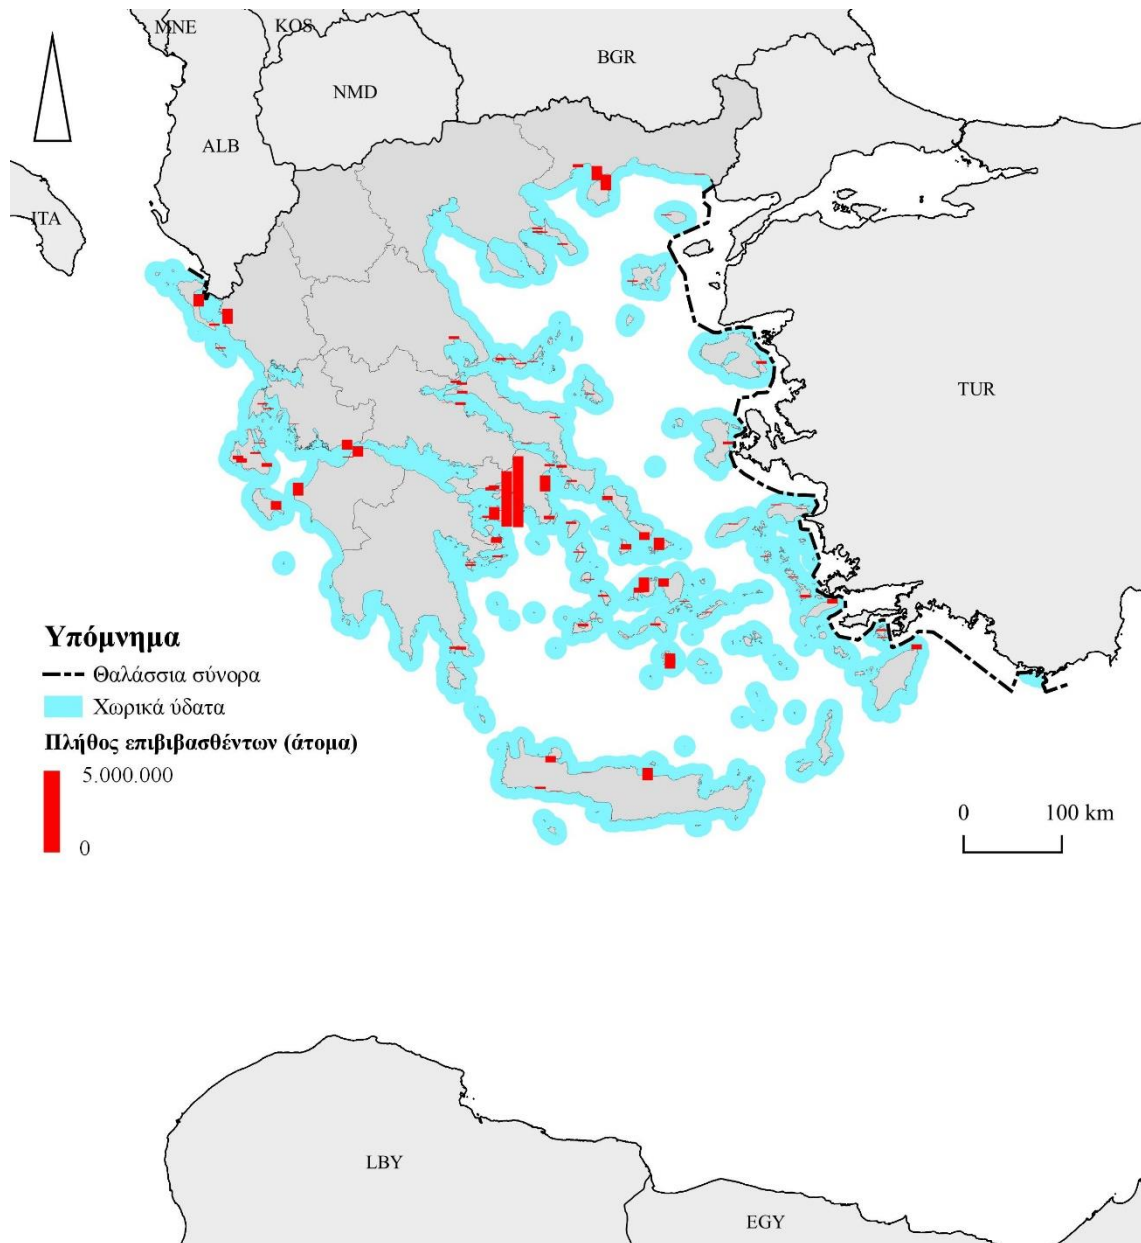 MNE
KOS
BGR
NMD
ALB
ITA
TUR
Υπόμνημα
Θαλάσσια σύνορα
Χωρικά ύδατα
Πλήθος επιβιβασθέντων (άτομα)
5.000.000
0
0 100 km
LBY
EGY